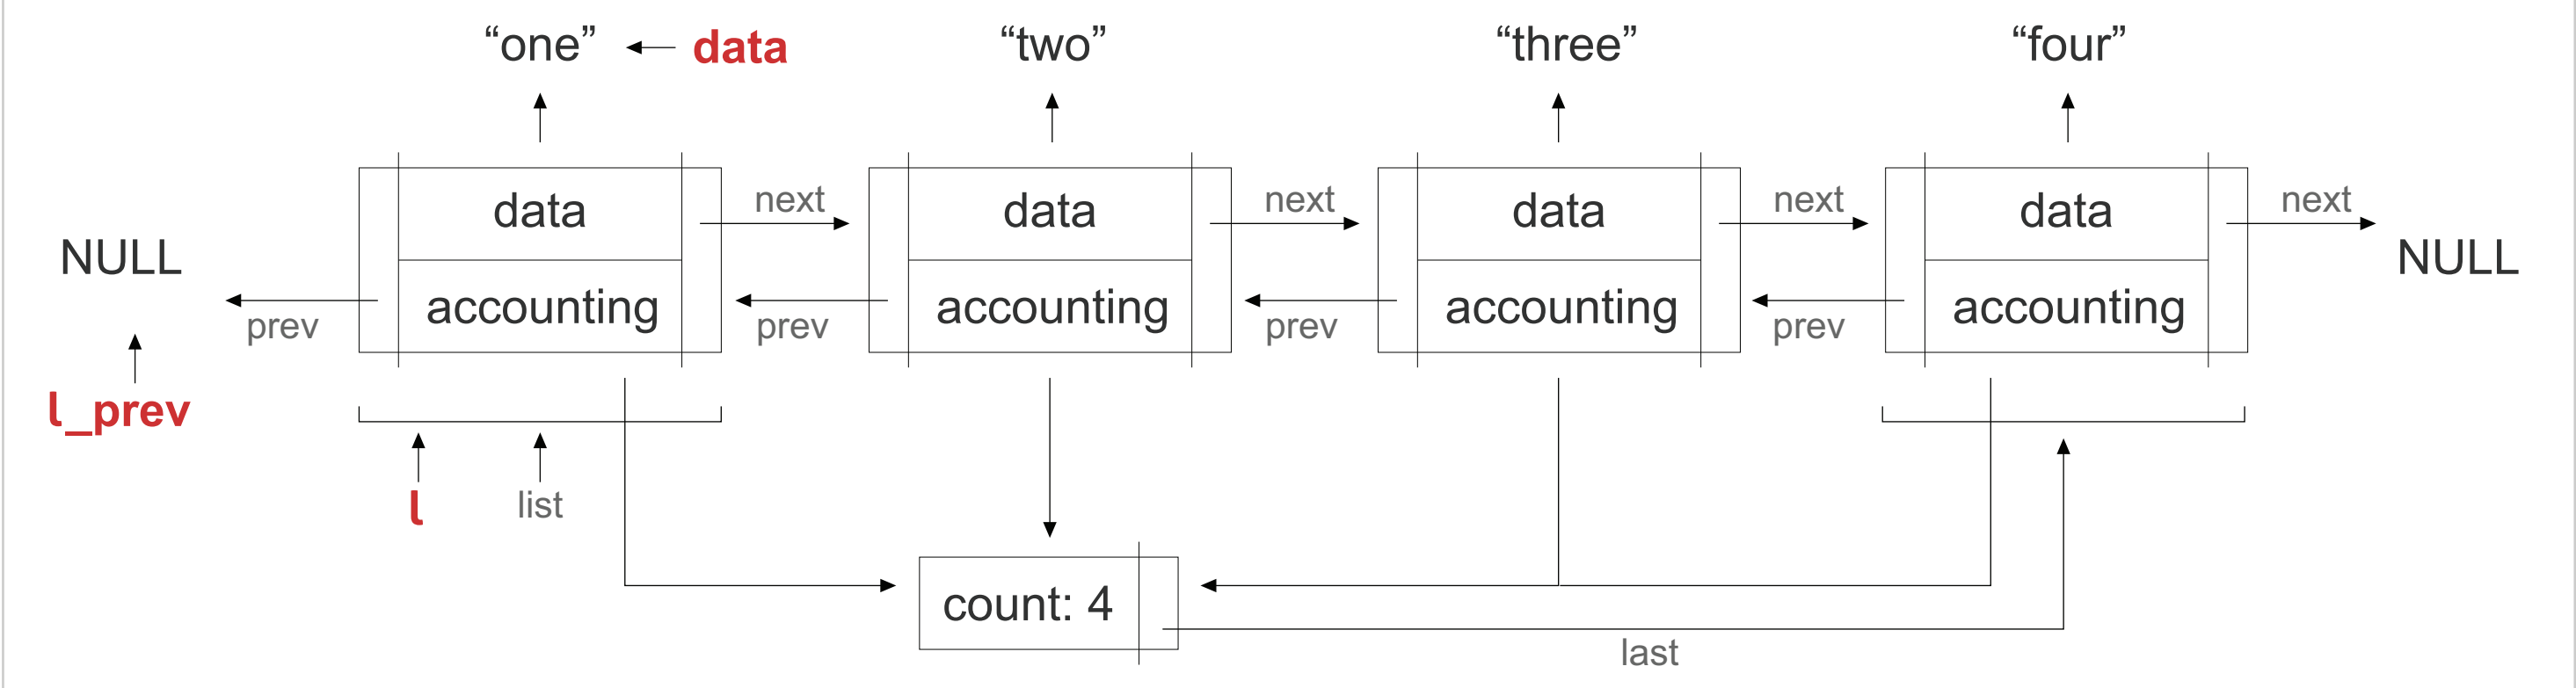 “one” data “two” “three” “four”
data next data next data next data next
NULL NULL
accounting accounting accounting accounting
prev prev prev prev
l_prev
l list
count: 4
last